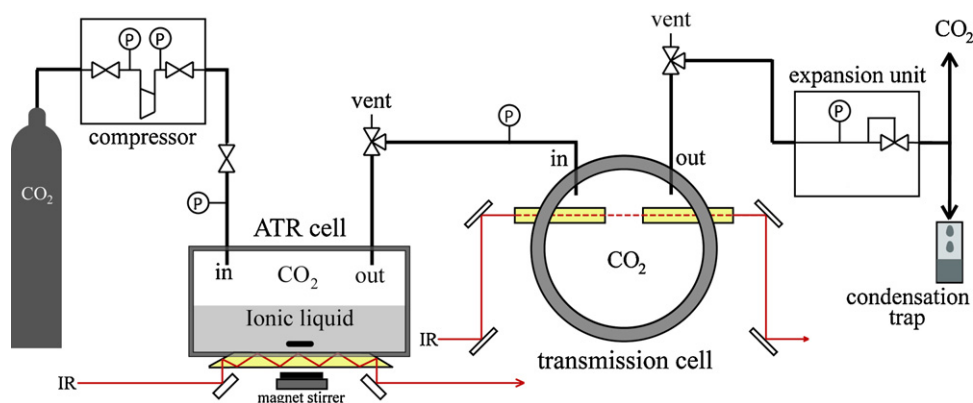 CO2
compressor
P
P
P
vent
P
vent
P
expansion unit
CO2
in
out
ATR cell
in
CO2
out
Ionic liquid
CO2
IR
IR
magnet stirrer
transmission cell
condensation
trap